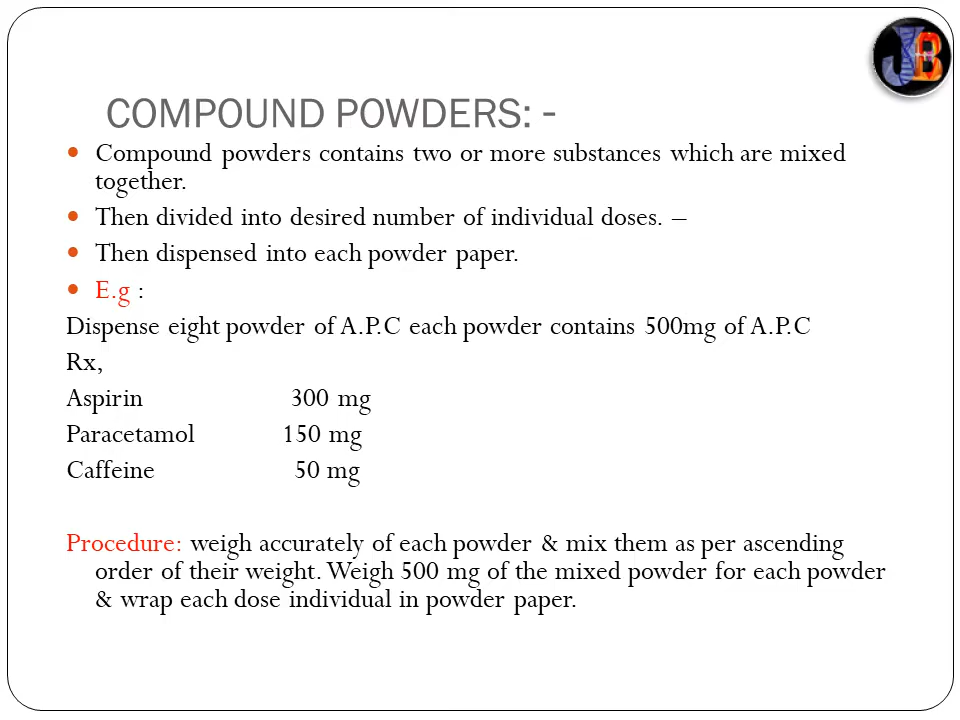 COMPOUND POWDERS: -
Compound powders contains two or more substances which are mixed
together.
Then divided into desired number of individual doses. –
Then dispensed into each powder paper.
E.g :
Dispense eight powder of A.P.C each powder contains 500mg of A.P.C
Rx,
Aspirin 300 mg
Paracetamol 150 mg
Caffeine 50 mg
Procedure: weigh accurately of each powder & mix them as per ascending
order of their weight. Weigh 500 mg of the mixed powder for each powder
& wrap each dose individual in powder paper.